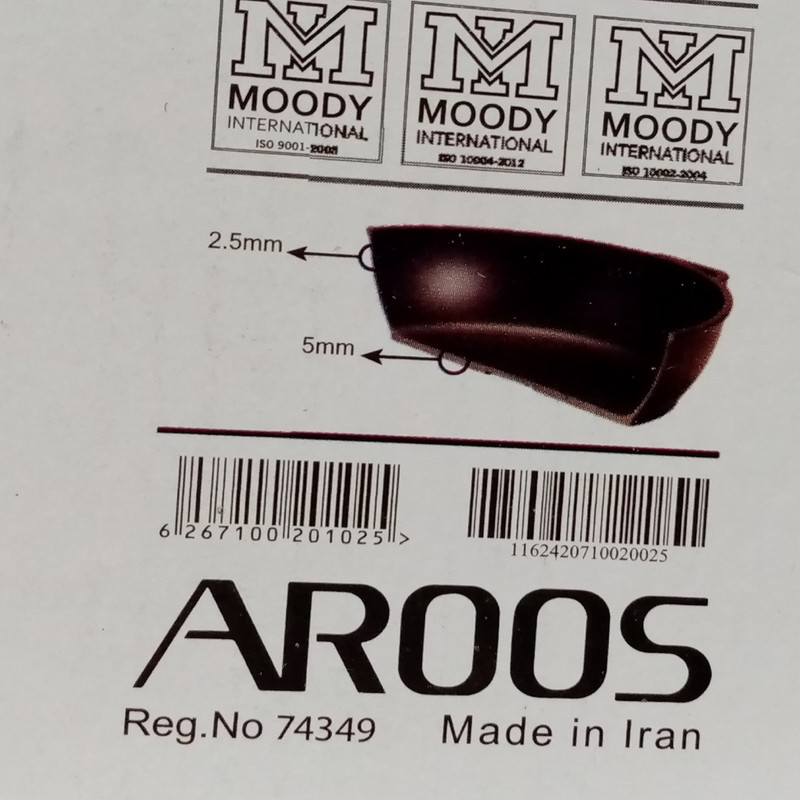 MOODY
INTERNATIONAL
ISO 9001-2008
MOODY
INTERNATIONAL
ISO 10004-2012
MOODY
INTERNATIONAL
ISO 10002-2004
2.5mm
5mm
6 267100 201025 >
1162420710020025
AROOS
Reg.No 74349 Made in Iran